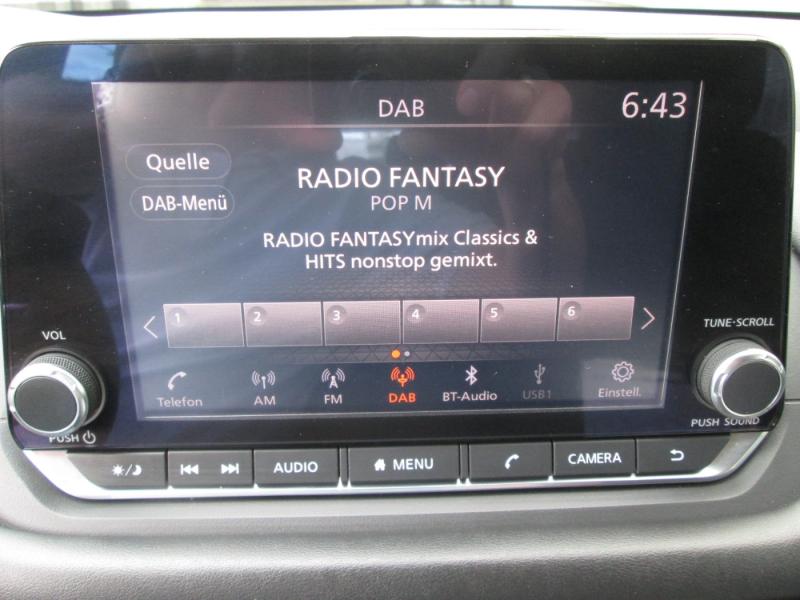 DAB
6:43
Quelle
DAB-Menü
RADIO FANTASY
POP M
RADIO FANTASYmix Classics &
HITS nonstop gemixt.
1 2 3 4 5 6
VOL
TUNE·SCROLL
Telefon AM FM DAB BT-Audio USB1 Einstell.
PUSH
PUSH SOUND
AUDIO MENU CAMERA